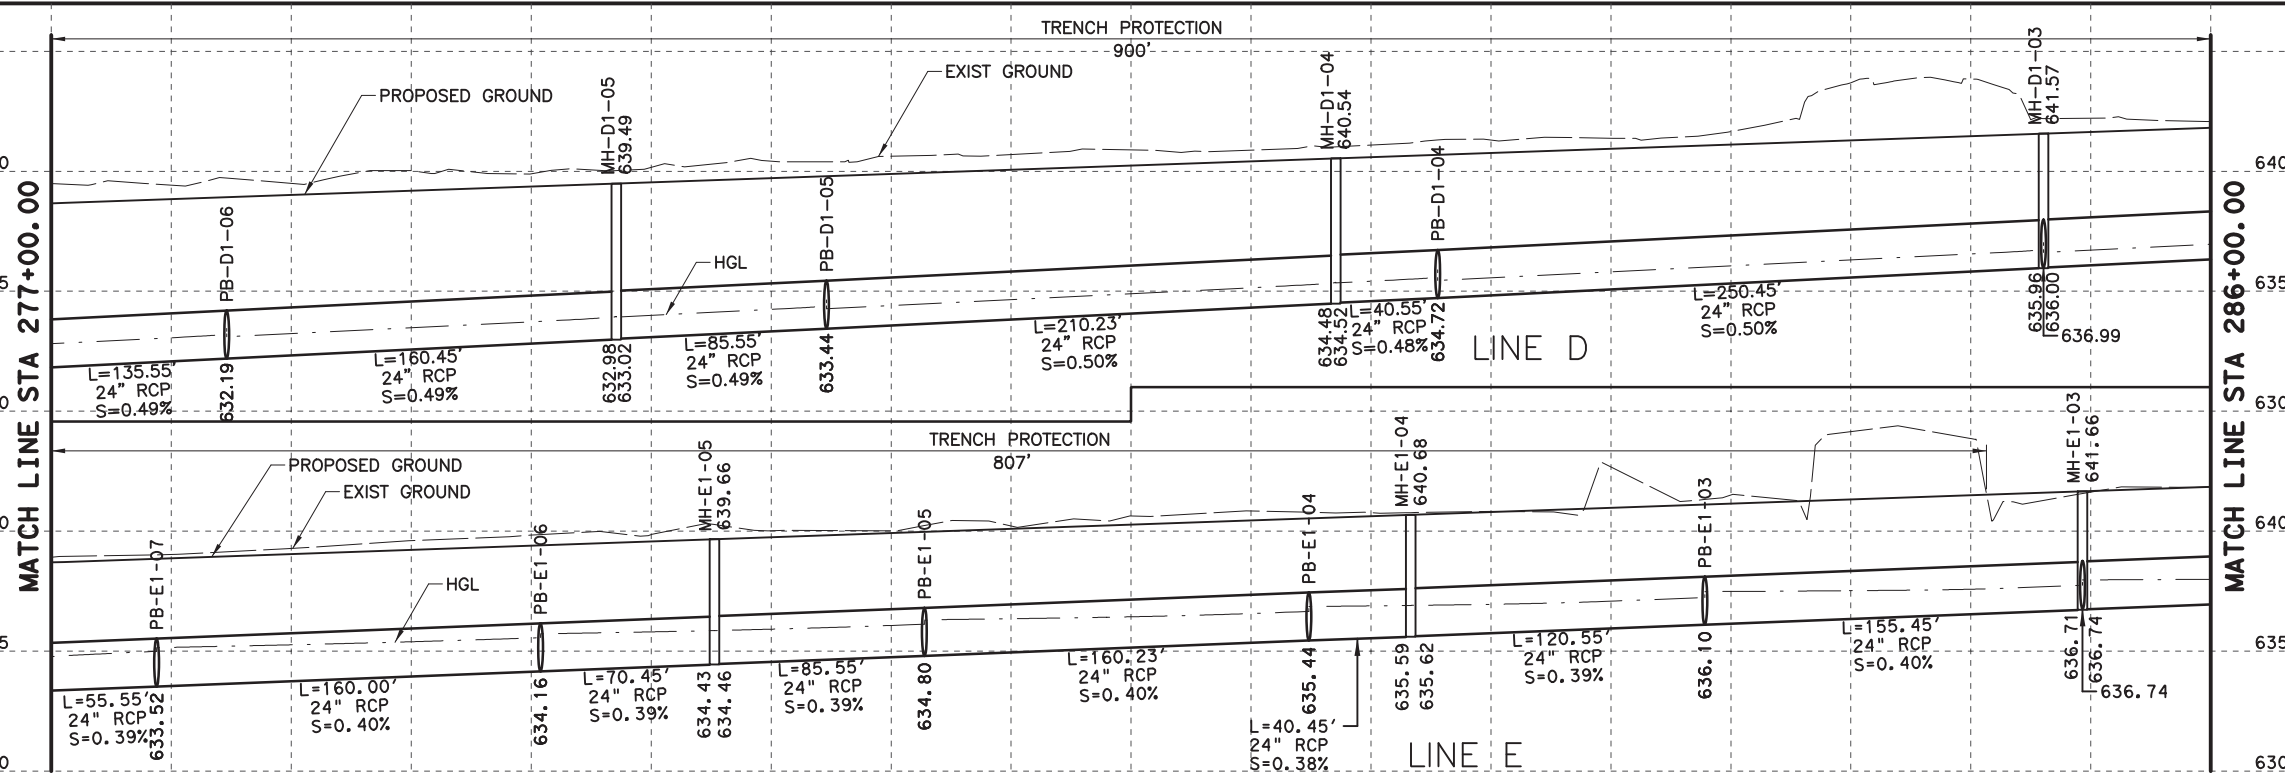 TRENCH PROTECTION
900'
EXIST GROUND
PROPOSED GROUND
MH-D1-05
639.49
MH-D1-04
640.54
MH-D1-03
641.57
PB-D1-06
PB-D1-05
PB-D1-04
HGL
L=135.55'
24" RCP
S=0.49%
632.19
L=160.45'
24" RCP
S=0.49%
632.98
633.02
L=85.55'
24" RCP
S=0.49%
633.44
L=210.23'
24" RCP
S=0.50%
634.48
634.52
L=40.55'
24" RCP
S=0.48%
634.72
LINE D
L=250.45'
24" RCP
S=0.50%
635.96
636.00
636.99
MATCH LINE STA 277+00.00
MATCH LINE STA 286+00.00
0
5
0
0
5
0
640
635
630
640
635
630
TRENCH PROTECTION
807'
PROPOSED GROUND
EXIST GROUND
HGL
PB-E1-07
PB-E1-06
MH-E1-05
639.66
PB-E1-05
PB-E1-04
MH-E1-04
640.68
PB-E1-03
MH-E1-03
641.66
L=55.55'
24" RCP
S=0.39%
633.52
L=160.00'
24" RCP
S=0.40%
634.16
L=70.45'
24" RCP
S=0.39%
634.43
634.46
L=85.55'
24" RCP
S=0.39%
634.80
L=160.23'
24" RCP
S=0.40%
635.44
L=40.45'
24" RCP
S=0.38%
635.59
635.62
LINE E
L=120.55'
24" RCP
S=0.39%
636.10
L=155.45'
24" RCP
S=0.40%
636.71
636.74
636.74